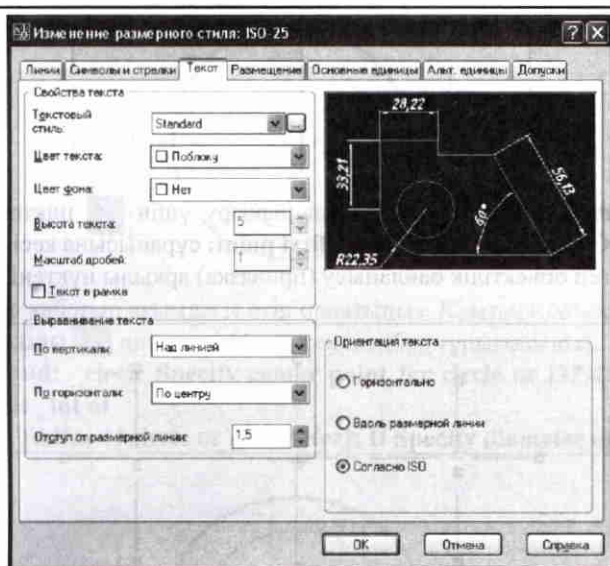 Изменение размерного стиля: ISO-25
Линии Символы и стрелки Текст Размещение Основные единицы Альт. единицы Допуски
Свойства текста
Текстовый стиль: Standard ...
Цвет текста: Поблоку
Цвет фона: Нет
Высота текста: 5
Масштаб дробей: 1
Текст в рамке
28,22
33,21
56,13
60°
R22,35
Выравнивание текста
По вертикали: Над линией
По горизонтали: По центру
Отступ от размерной линии: 1,5
Ориентация текста
Горизонтально
Вдоль размерной линии
Согласно ISO
OK Отмена Справка